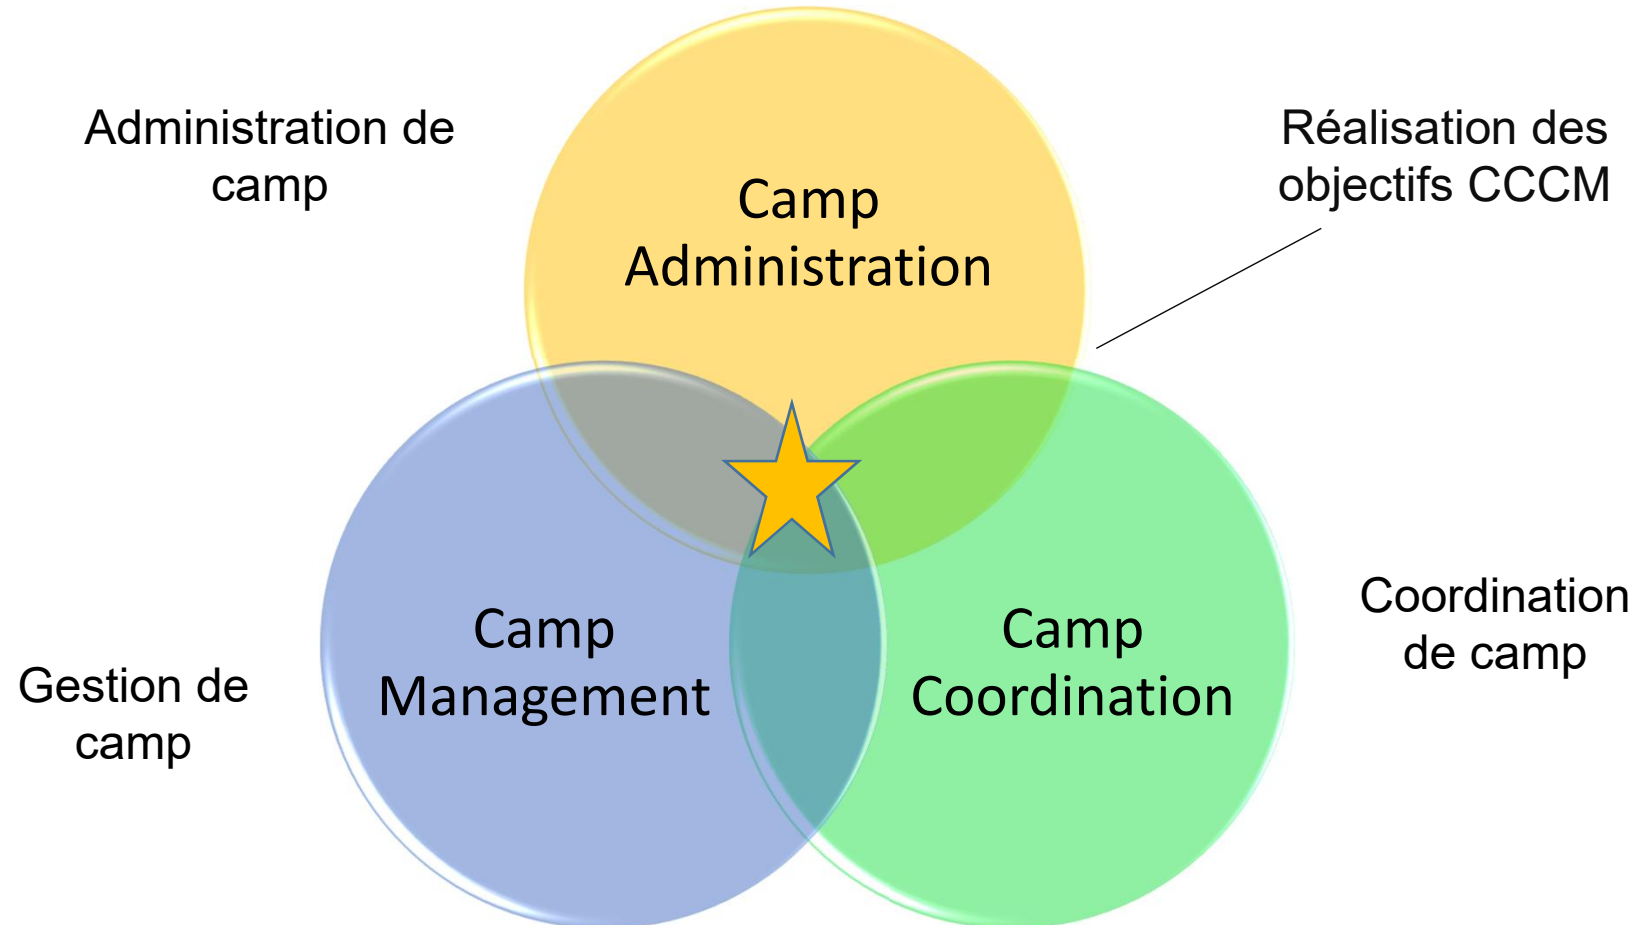 Administration de
camp
Réalisation des
objectifs CCCM
Camp
Administration
Camp
Management
Camp
Coordination
Coordination
de camp
Gestion de
camp